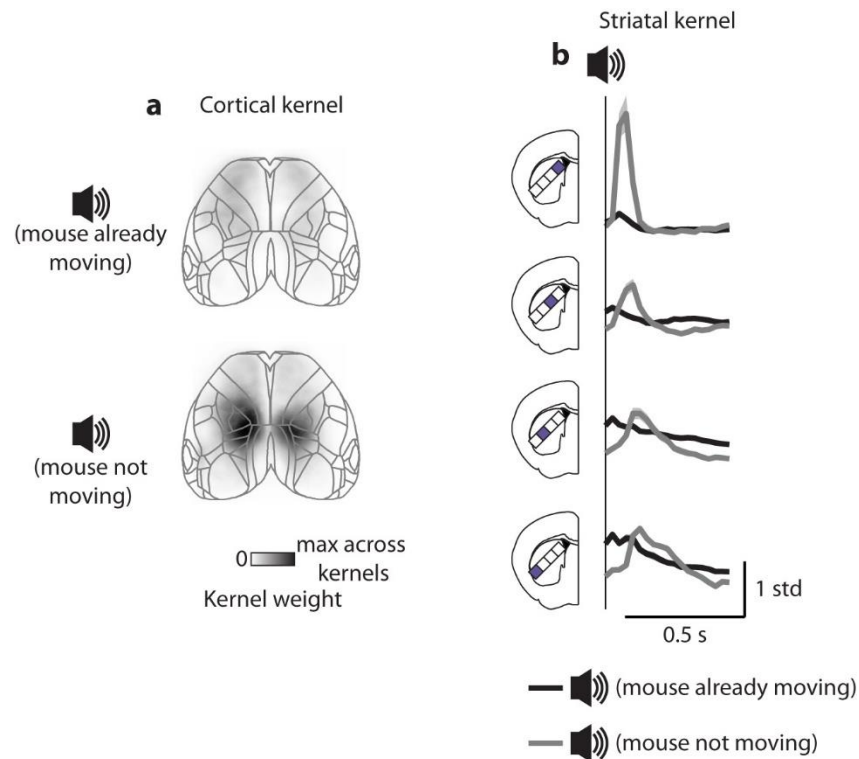 a Cortical kernel
(mouse already
moving)
(mouse not
moving)
0 max across
kernels
Kernel weight
Striatal kernel
b
1 std
0.5 s
(mouse already moving)
(mouse not moving)